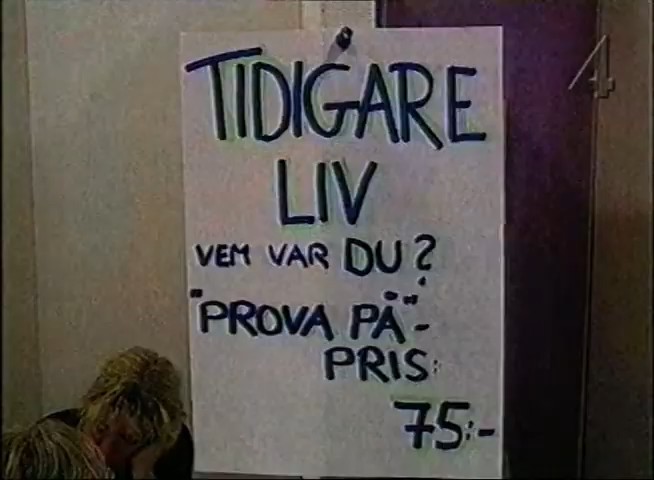 TIDIGARE
LIV
VEM VAR DU?
"PROVA PÅ"-
PRIS:
75:-
4